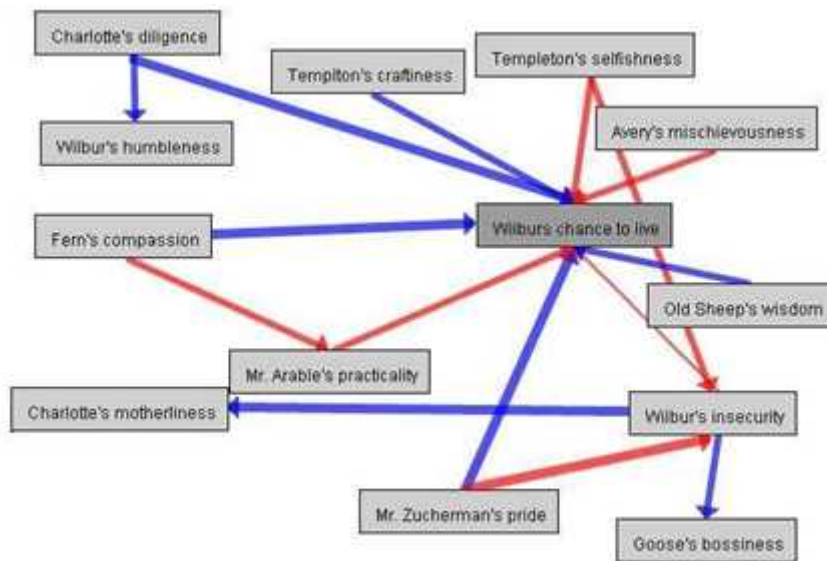 Charlotte's diligence
Templton's craftiness
Templeton's selfishness
Avery's mischievousness
Wilbur's humbleness
Fern's compassion
Wilburs chance to live
Old Sheep's wisdom
Mr. Arable's practicality
Charlotte's motherliness
Wilbur's insecurity
Mr. Zucherman's pride
Goose's bossiness